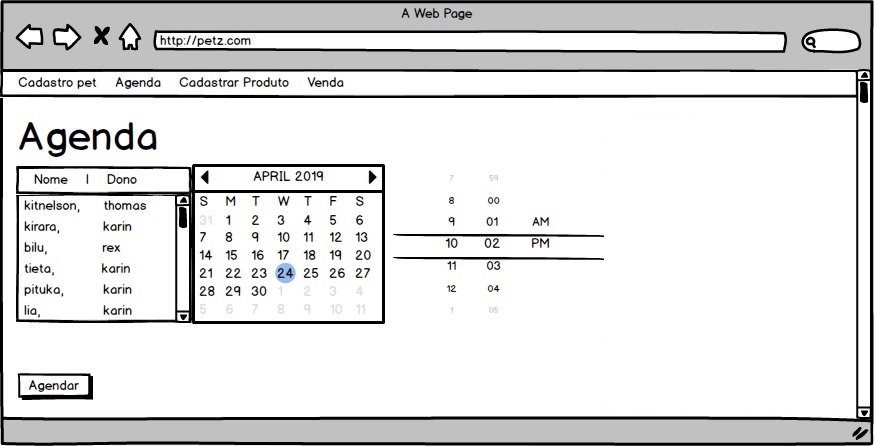 A Web Page
http://petz.com
Cadastro pet Agenda Cadastrar Produto Venda
Agenda
Nome | Dono
kitnelson, thomas
kirara, karin
bilu, rex
tieta, karin
pituka, karin
lia, karin
APRIL 2019
S M T W T F S
31 1 2 3 4 5 6
7 8 9 10 11 12 13
14 15 16 17 18 19 20
21 22 23 24 25 26 27
28 29 30 1 2 3 4
5 6 7 8 9 10 11
7 59
8 00
9 01 AM
10 02 PM
11 03
12 04
1 05
Agendar